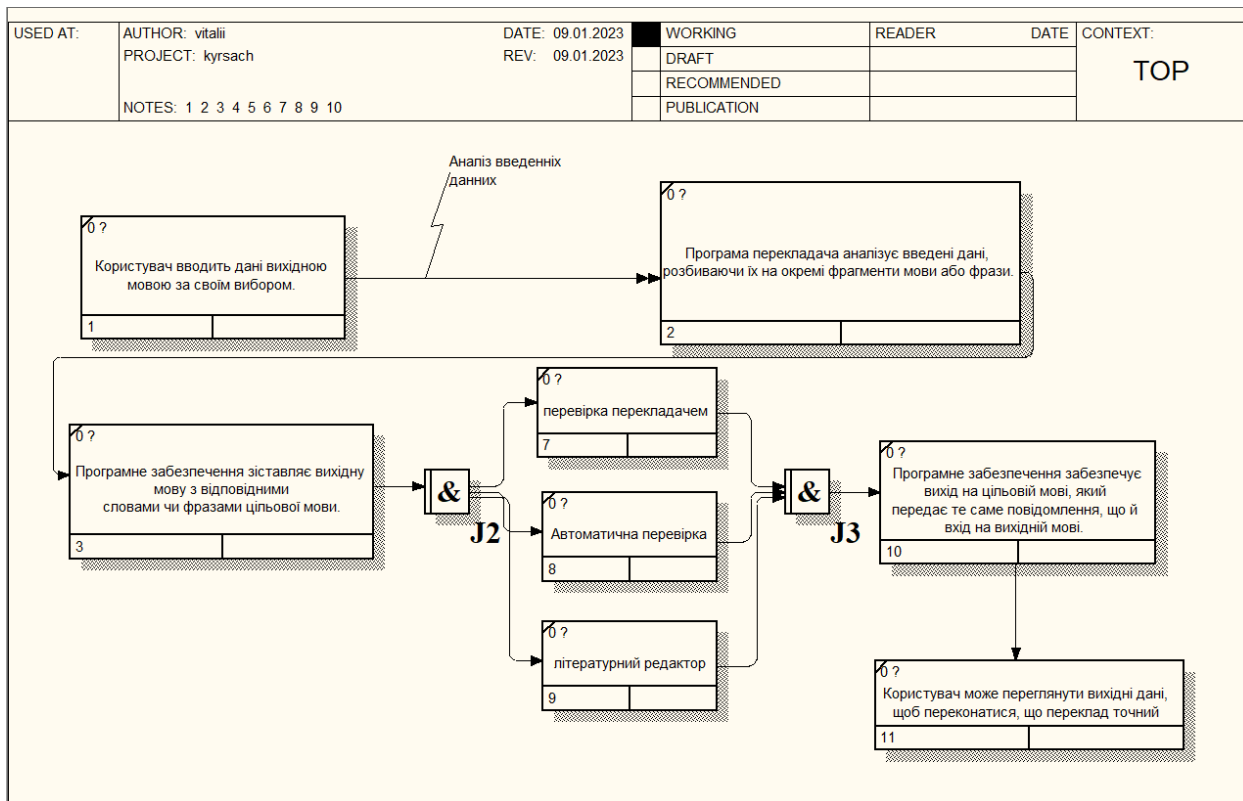 USED AT:
AUTHOR: vitalii
DATE: 09.01.2023
PROJECT: kyrsach
REV: 09.01.2023
NOTES: 1 2 3 4 5 6 7 8 9 10
WORKING
DRAFT
RECOMMENDED
PUBLICATION
READER
DATE
CONTEXT:
TOP
Аналіз введенніх
данних
0 ?
Користувач вводить дані вихідною
мовою за своїм вибором.
1
0 ?
Програма перекладача аналізує введені дані,
розбиваючи їх на окремі фрагменти мови або фрази.
2
0 ?
Програмне забезпечення зіставляє вихідну
мову з відповідними
словами чи фразами цільової мови.
3
&
J2
0 ?
перевірка перекладачем
7
0 ?
Автоматична перевірка
8
0 ?
літературний редактор
9
&
J3
0 ?
Програмне забезпечення забезпечує
вихід на цільовій мові, який
передає те саме повідомлення, що й
вхід на вихідній мові.
10
0 ?
Користувач може переглянути вихідні дані,
щоб переконатися, що переклад точний
11